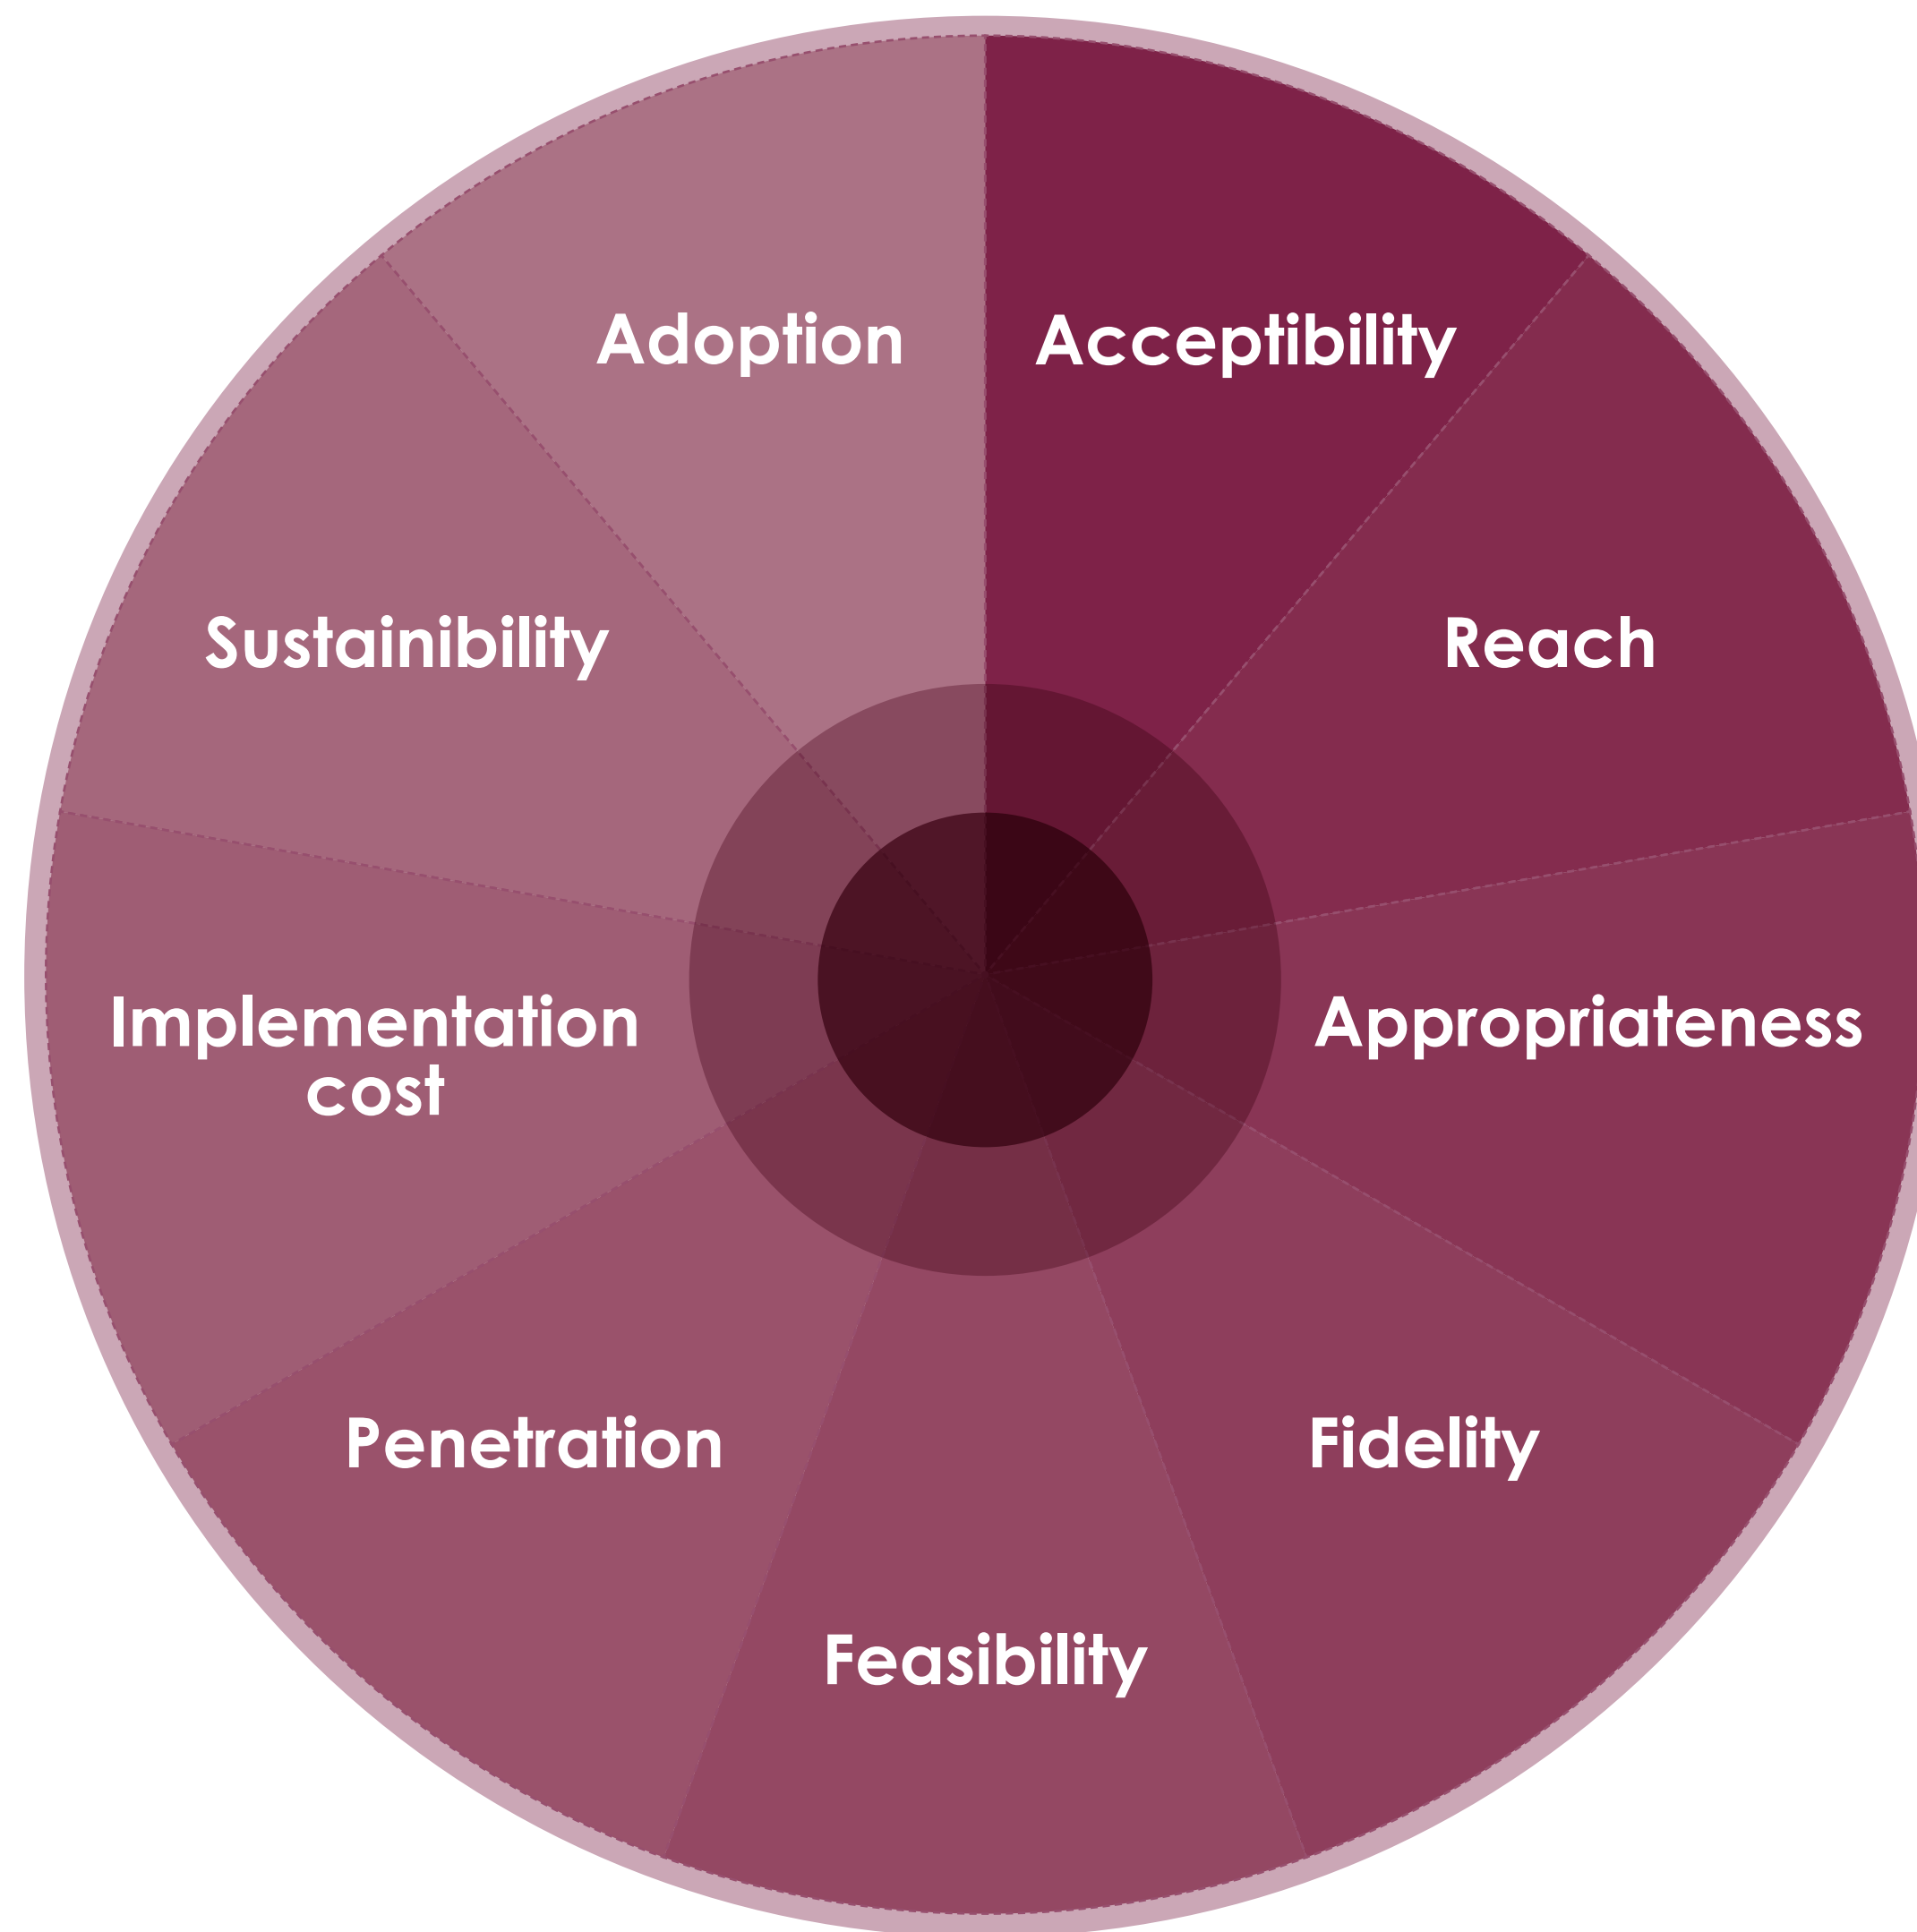 Adoption
Acceptibility
Sustainibility
Reach
Implementation
cost
Appropriateness
Penetration
Fidelity
Feasibility